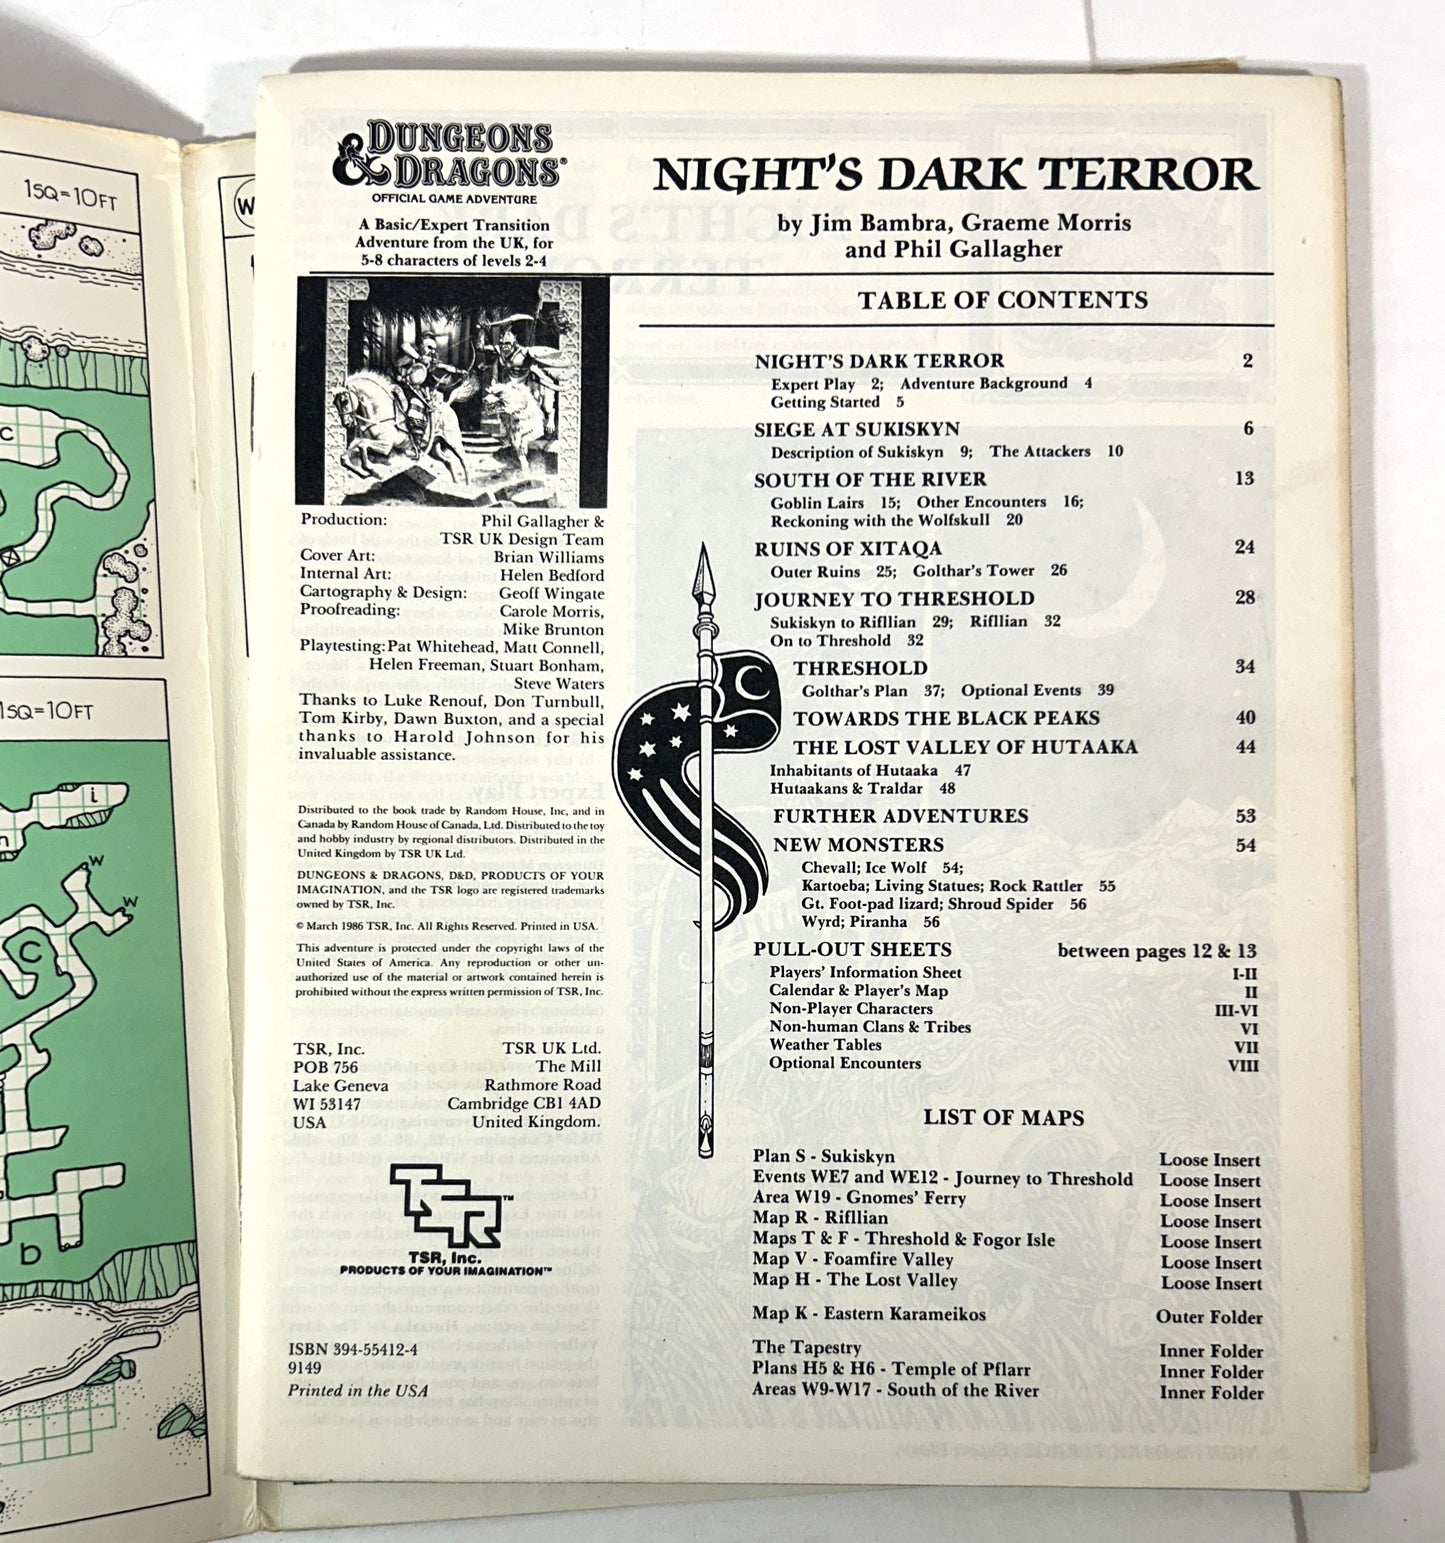 1SQ=10FT
C
1SQ=10FT
i
n
w
w
C
b
W
DUNGEONS
& DRAGONS®
OFFICIAL GAME ADVENTURE
A Basic/Expert Transition
Adventure from the UK, for
5-8 characters of levels 2-4
Production: Phil Gallagher &
TSR UK Design Team
Cover Art: Brian Williams
Internal Art: Helen Bedford
Cartography & Design: Geoff Wingate
Proofreading: Carole Morris,
Mike Brunton
Playtesting: Pat Whitehead, Matt Connell,
Helen Freeman, Stuart Bonham,
Steve Waters
Thanks to Luke Renouf, Don Turnbull,
Tom Kirby, Dawn Buxton, and a special
thanks to Harold Johnson for his
invaluable assistance.
Distributed to the book trade by Random House, Inc, and in
Canada by Random House of Canada, Ltd. Distributed to the toy
and hobby industry by regional distributors. Distributed in the
United Kingdom by TSR UK Ltd.
DUNGEONS & DRAGONS, D&D, PRODUCTS OF YOUR
IMAGINATION, and the TSR logo are registered trademarks
owned by TSR, Inc.
© March 1986 TSR, Inc. All Rights Reserved. Printed in USA.
This adventure is protected under the copyright laws of the
United States of America. Any reproduction or other un-
authorized use of the material or artwork contained herein is
prohibited without the express written permission of TSR, Inc.
TSR, Inc. TSR UK Ltd.
POB 756 The Mill
Lake Geneva Rathmore Road
WI 53147 Cambridge CB1 4AD
USA United Kingdom.
TSR™
TSR, Inc.
PRODUCTS OF YOUR IMAGINATION™
ISBN 394-55412-4
9149
Printed in the USA
NIGHT'S DARK TERROR
by Jim Bambra, Graeme Morris
and Phil Gallagher
TABLE OF CONTENTS
NIGHT'S DARK TERROR 2
Expert Play 2; Adventure Background 4
Getting Started 5
SIEGE AT SUKISKYN 6
Description of Sukiskyn 9; The Attackers 10
SOUTH OF THE RIVER 13
Goblin Lairs 15; Other Encounters 16;
Reckoning with the Wolfskull 20
RUINS OF XITAQA 24
Outer Ruins 25; Golthar's Tower 26
JOURNEY TO THRESHOLD 28
Sukiskyn to Rifllian 29; Rifllian 32
On to Threshold 32
THRESHOLD 34
Golthar's Plan 37; Optional Events 39
TOWARDS THE BLACK PEAKS 40
THE LOST VALLEY OF HUTAAKA 44
Inhabitants of Hutaaka 47
Hutaakans & Traldar 48
FURTHER ADVENTURES 53
NEW MONSTERS 54
Chevall; Ice Wolf 54;
Kartoeba; Living Statues; Rock Rattler 55
Gt. Foot-pad lizard; Shroud Spider 56
Wyrd; Piranha 56
PULL-OUT SHEETS between pages 12 & 13
Players' Information Sheet I-II
Calendar & Player's Map II
Non-Player Characters III-VI
Non-human Clans & Tribes VI
Weather Tables VII
Optional Encounters VIII
LIST OF MAPS
Plan S - Sukiskyn Loose Insert
Events WE7 and WE12 - Journey to Threshold Loose Insert
Area W19 - Gnomes' Ferry Loose Insert
Map R - Rifllian Loose Insert
Maps T & F - Threshold & Fogor Isle Loose Insert
Map V - Foamfire Valley Loose Insert
Map H - The Lost Valley Loose Insert
Map K - Eastern Karameikos Outer Folder
The Tapestry Inner Folder
Plans H5 & H6 - Temple of Pflarr Inner Folder
Areas W9-W17 - South of the River Inner Folder